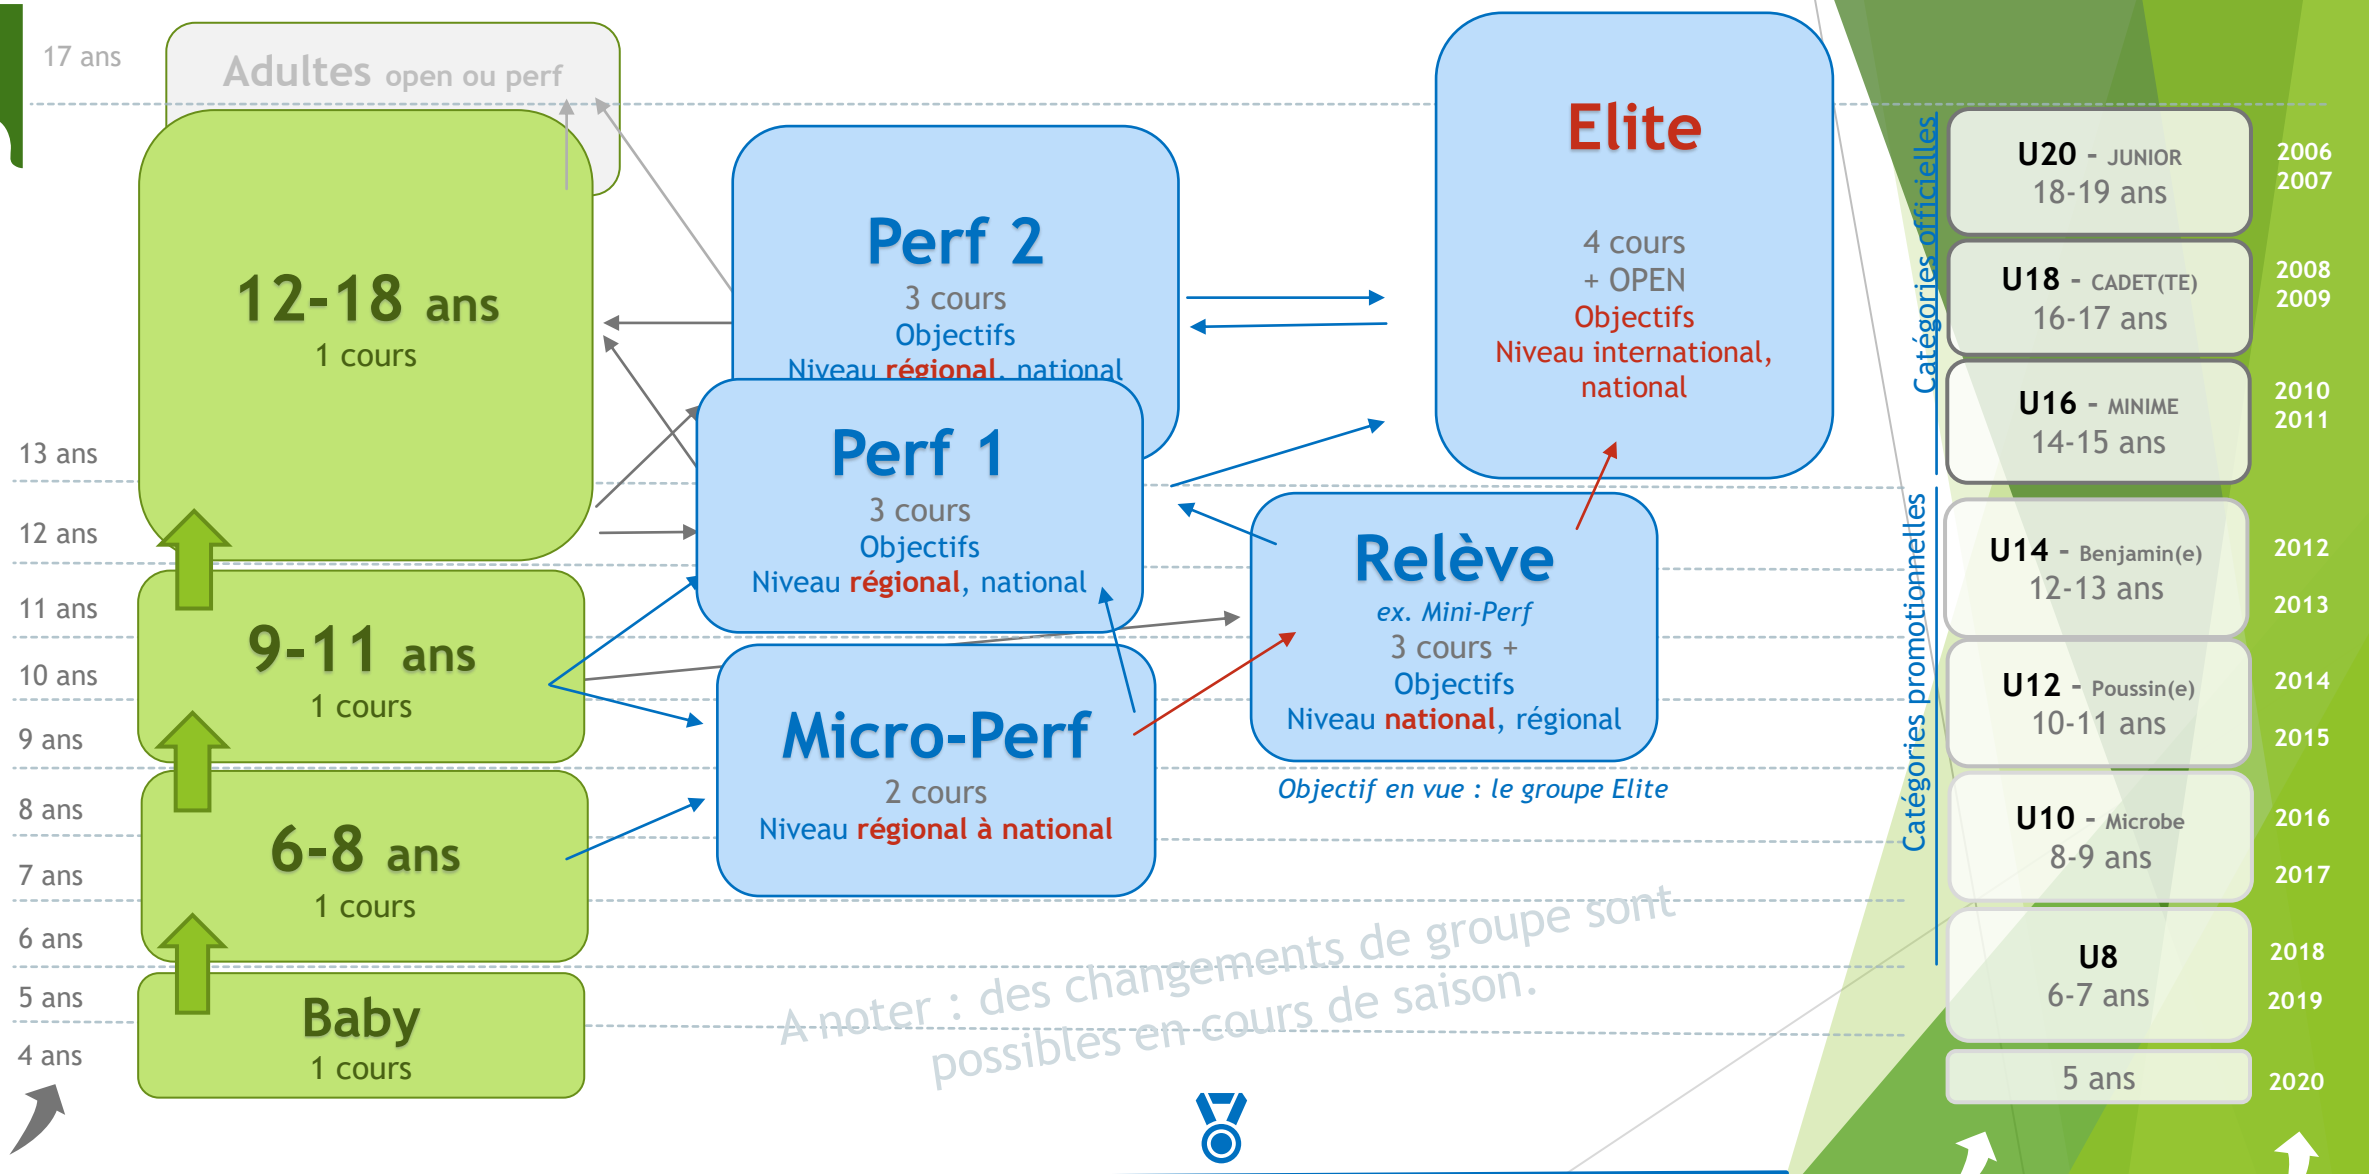 17 ans
13 ans
12 ans
11 ans
10 ans
9 ans
8 ans
7 ans
6 ans
5 ans
4 ans
Adultes open ou perf
12-18 ans
1 cours
9-11 ans
1 cours
6-8 ans
1 cours
Baby
1 cours
Perf 2
3 cours
Objectifs
Niveau régional, national
Perf 1
3 cours
Objectifs
Niveau régional, national
Micro-Perf
2 cours
Niveau régional à national
Elite
4 cours
+ OPEN
Objectifs
Niveau international,
national
Relève
ex. Mini-Perf
3 cours +
Objectifs
Niveau national, régional
Objectif en vue : le groupe Elite
A noter : des changements de groupe sont
possibles en cours de saison.
Catégories officielles
Catégories promotionnelles
U20 - JUNIOR
18-19 ans
2006
2007
U18 - CADET(TE)
16-17 ans
2008
2009
U16 - MINIME
14-15 ans
2010
2011
U14 - Benjamin(e)
12-13 ans
2012
2013
U12 - Poussin(e)
10-11 ans
2014
2015
U10 - Microbe
8-9 ans
2016
2017
U8
6-7 ans
2018
2019
5 ans
2020